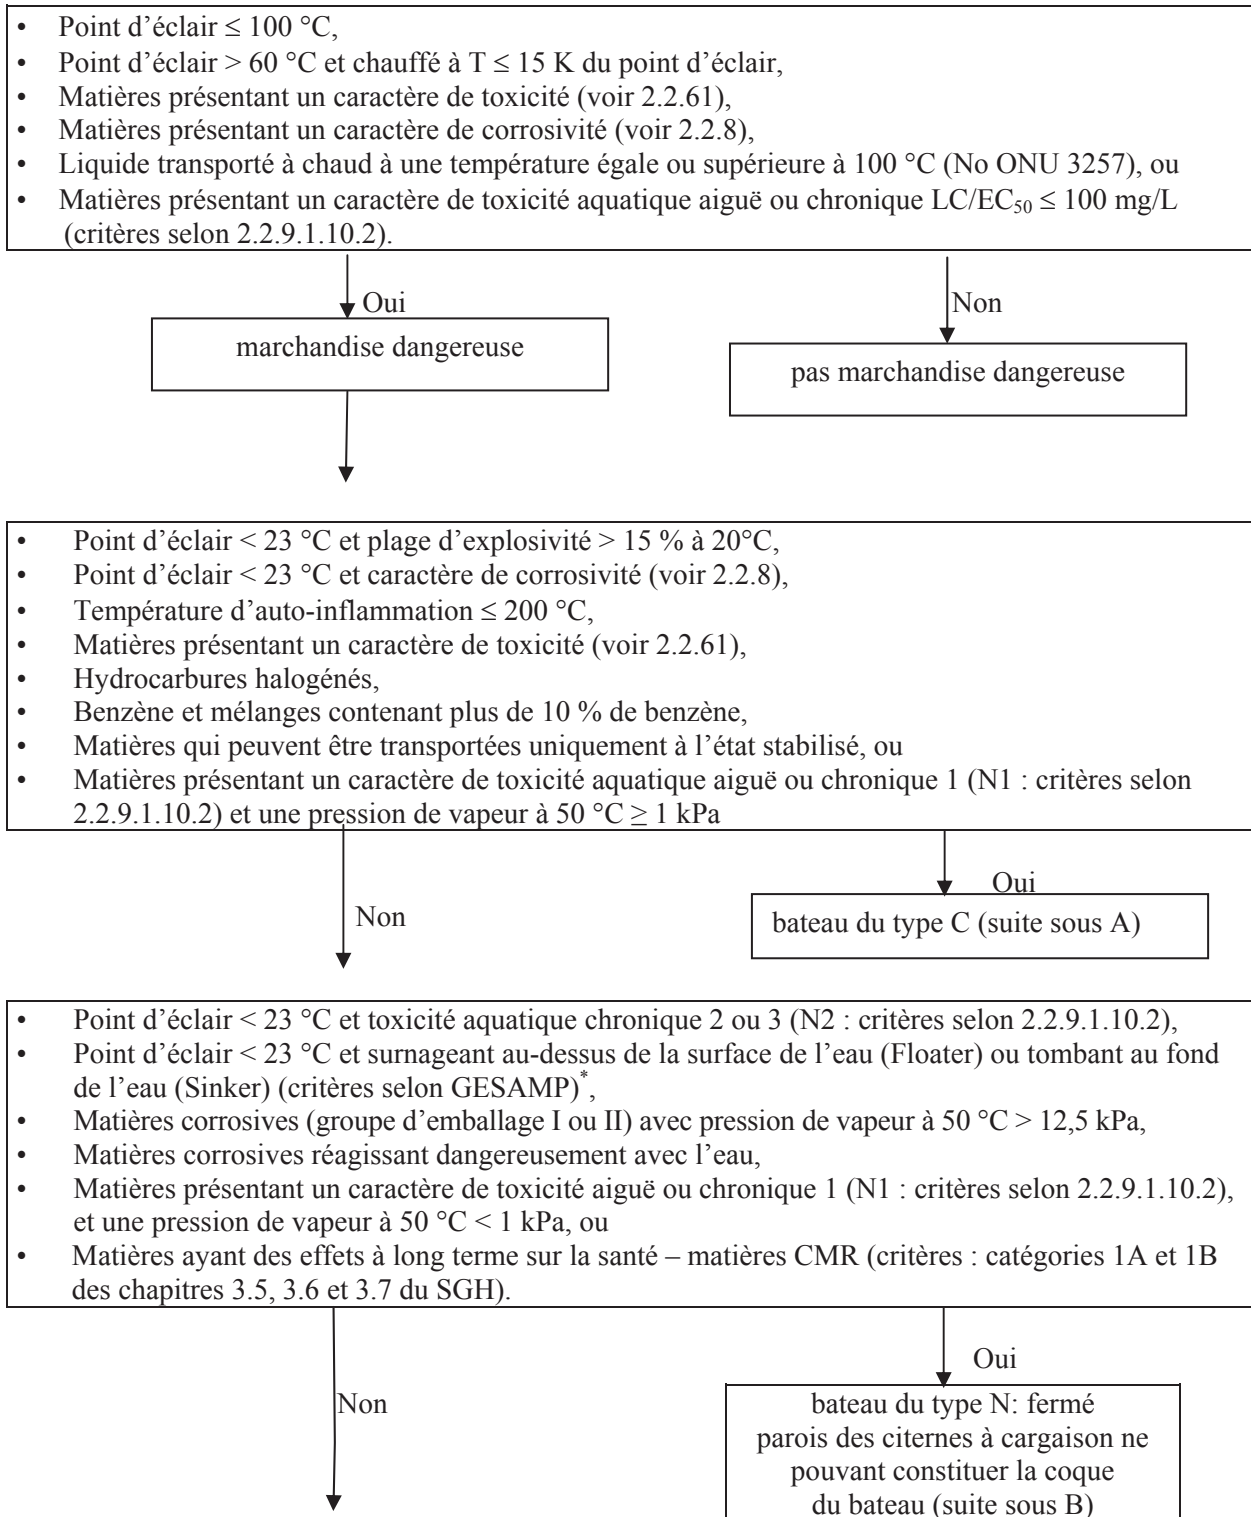 • Point d’éclair ≤ 100 °C,
• Point d’éclair > 60 °C et chauffé à T ≤ 15 K du point d’éclair,
• Matières présentant un caractère de toxicité (voir 2.2.61),
• Matières présentant un caractère de corrosivité (voir 2.2.8),
• Liquide transporté à chaud à une température égale ou supérieure à 100 °C (No ONU 3257), ou
• Matières présentant un caractère de toxicité aquatique aiguë ou chronique LC/EC₅₀ ≤ 100 mg/L
(critères selon 2.2.9.1.10.2).
Oui
Non
marchandise dangereuse
pas marchandise dangereuse
• Point d’éclair < 23 °C et plage d’explosivité > 15 % à 20°C,
• Point d’éclair < 23 °C et caractère de corrosivité (voir 2.2.8),
• Température d’auto-inflammation ≤ 200 °C,
• Matières présentant un caractère de toxicité (voir 2.2.61),
• Hydrocarbures halogénés,
• Benzène et mélanges contenant plus de 10 % de benzène,
• Matières qui peuvent être transportées uniquement à l’état stabilisé, ou
• Matières présentant un caractère de toxicité aquatique aiguë ou chronique 1 (N1 : critères selon
2.2.9.1.10.2) et une pression de vapeur à 50 °C ≥ 1 kPa
Oui
Non
bateau du type C (suite sous A)
• Point d’éclair < 23 °C et toxicité aquatique chronique 2 ou 3 (N2 : critères selon 2.2.9.1.10.2),
• Point d’éclair < 23 °C et surnageant au-dessus de la surface de l’eau (Floater) ou tombant au fond
de l’eau (Sinker) (critères selon GESAMP)*,
• Matières corrosives (groupe d’emballage I ou II) avec pression de vapeur à 50 °C > 12,5 kPa,
• Matières corrosives réagissant dangereusement avec l’eau,
• Matières présentant un caractère de toxicité aiguë ou chronique 1 (N1 : critères selon 2.2.9.1.10.2),
et une pression de vapeur à 50 °C < 1 kPa, ou
• Matières ayant des effets à long terme sur la santé – matières CMR (critères : catégories 1A et 1B
des chapitres 3.5, 3.6 et 3.7 du SGH).
Oui
Non
bateau du type N: fermé
parois des citernes à cargaison ne
pouvant constituer la coque
du bateau (suite sous B)